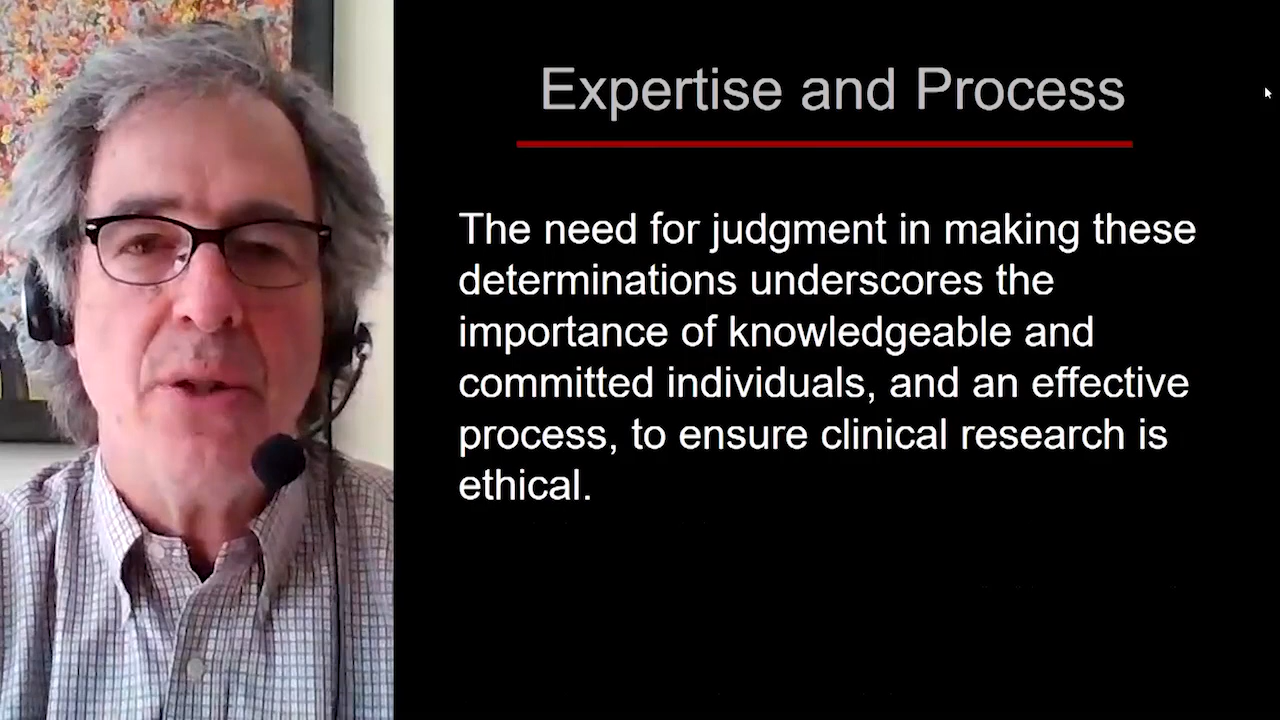 Expertise and Process
The need for judgment in making these
determinations underscores the
importance of knowledgeable and
committed individuals, and an effective
process, to ensure clinical research is
ethical.